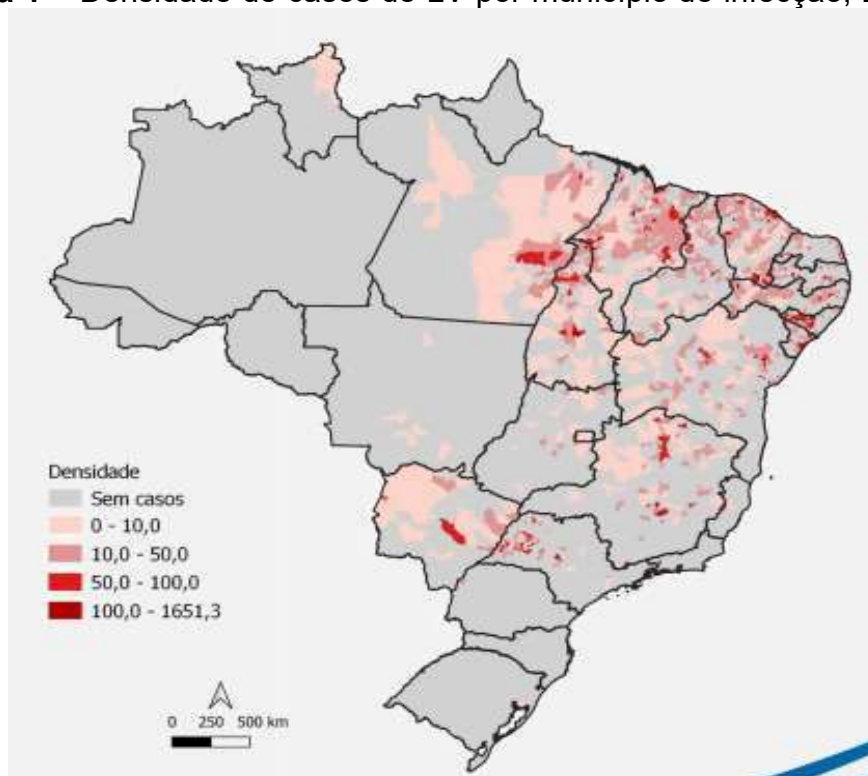 Densidade de casos de LV por município de infecção,
Densidade
Sem casos
0 - 10,0
10,0 - 50,0
50,0 - 100,0
100,0 - 1651,3
0 250 500 km